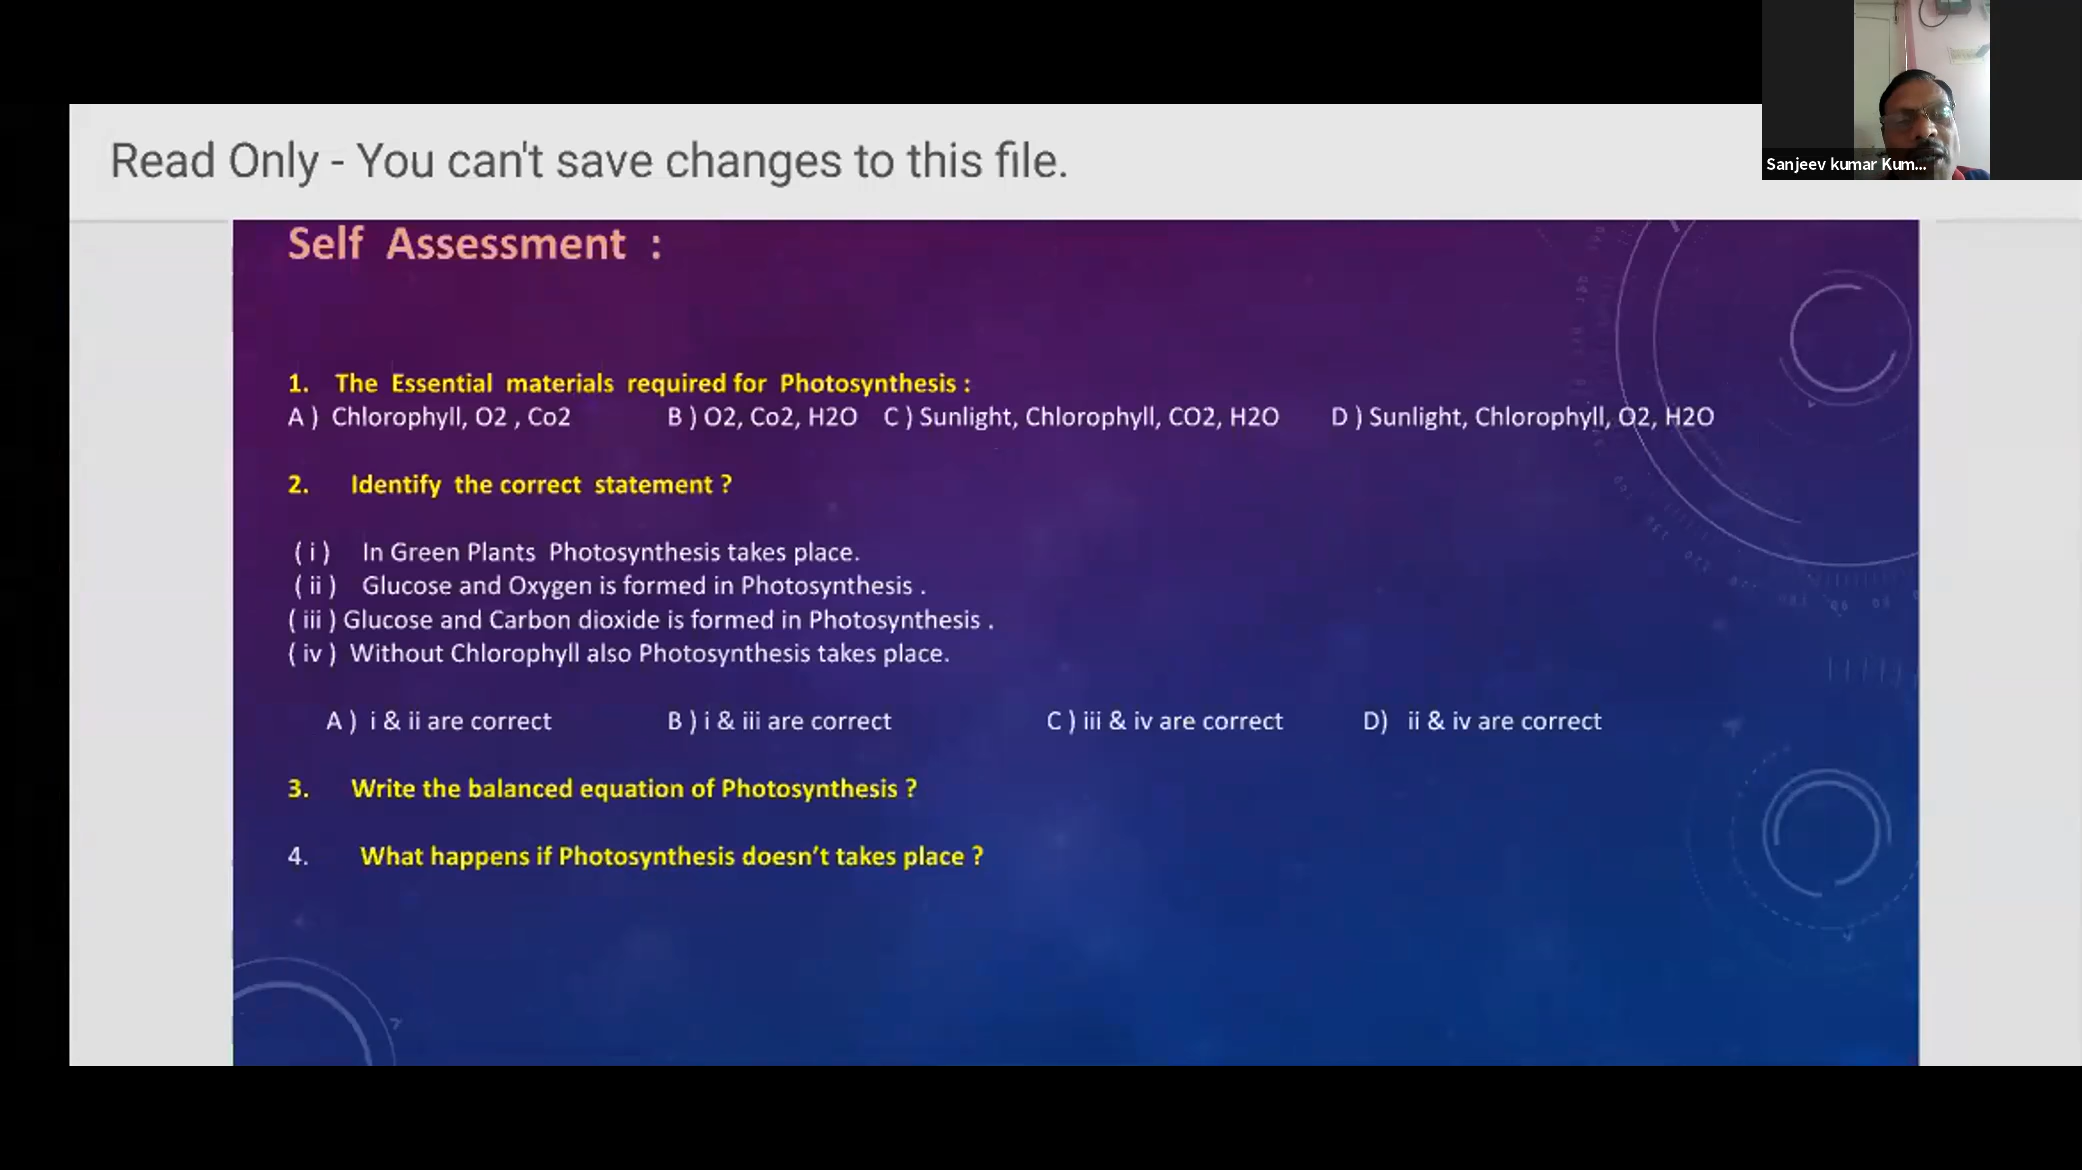 Sanjeev kumar Kum...
Read Only - You can't save changes to this file.
Self Assessment :
1. The Essential materials required for Photosynthesis :
A ) Chlorophyll, O2 , Co2 B ) O2, Co2, H2O C ) Sunlight, Chlorophyll, CO2, H2O D ) Sunlight, Chlorophyll, O2, H2O
2. Identify the correct statement ?
( i ) In Green Plants Photosynthesis takes place.
( ii ) Glucose and Oxygen is formed in Photosynthesis .
( iii ) Glucose and Carbon dioxide is formed in Photosynthesis .
( iv ) Without Chlorophyll also Photosynthesis takes place.
A ) i & ii are correct B ) i & iii are correct C ) iii & iv are correct D) ii & iv are correct
3. Write the balanced equation of Photosynthesis ?
4. What happens if Photosynthesis doesn’t takes place ?